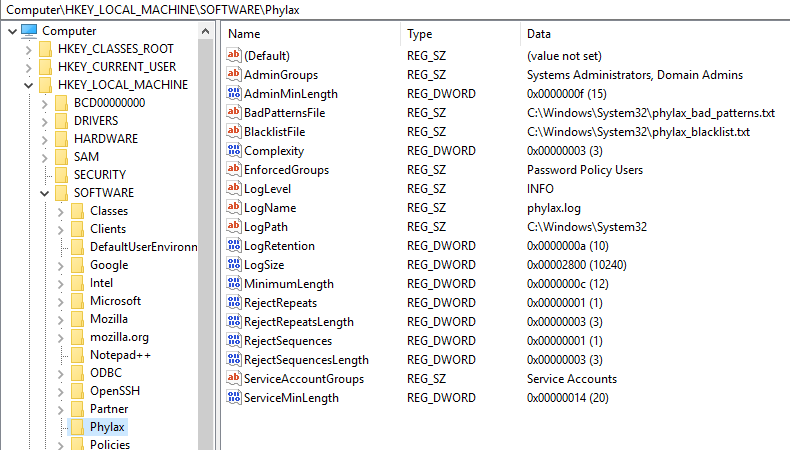 Computer\HKEY_LOCAL_MACHINE\SOFTWARE\Phylax
Computer
HKEY_CLASSES_ROOT
HKEY_CURRENT_USER
HKEY_LOCAL_MACHINE
BCD00000000
DRIVERS
HARDWARE
SAM
SECURITY
SOFTWARE
Classes
Clients
DefaultUserEnvironn
Google
Intel
Microsoft
Mozilla
mozilla.org
Notepad++
ODBC
OpenSSH
Partner
Phylax
Policies
Name Type Data
(Default) REG_SZ (value not set)
AdminGroups REG_SZ Systems Administrators, Domain Admins
AdminMinLength REG_DWORD 0x0000000f (15)
BadPatternsFile REG_SZ C:\Windows\System32\phylax_bad_patterns.txt
BlacklistFile REG_SZ C:\Windows\System32\phylax_blacklist.txt
Complexity REG_DWORD 0x00000003 (3)
EnforcedGroups REG_SZ Password Policy Users
LogLevel REG_SZ INFO
LogName REG_SZ phylax.log
LogPath REG_SZ C:\Windows\System32
LogRetention REG_DWORD 0x0000000a (10)
LogSize REG_DWORD 0x00002800 (10240)
MinimumLength REG_DWORD 0x0000000c (12)
RejectRepeats REG_DWORD 0x00000001 (1)
RejectRepeatsLength REG_DWORD 0x00000003 (3)
RejectSequences REG_DWORD 0x00000001 (1)
RejectSequencesLength REG_DWORD 0x00000003 (3)
ServiceAccountGroups REG_SZ Service Accounts
ServiceMinLength REG_DWORD 0x00000014 (20)